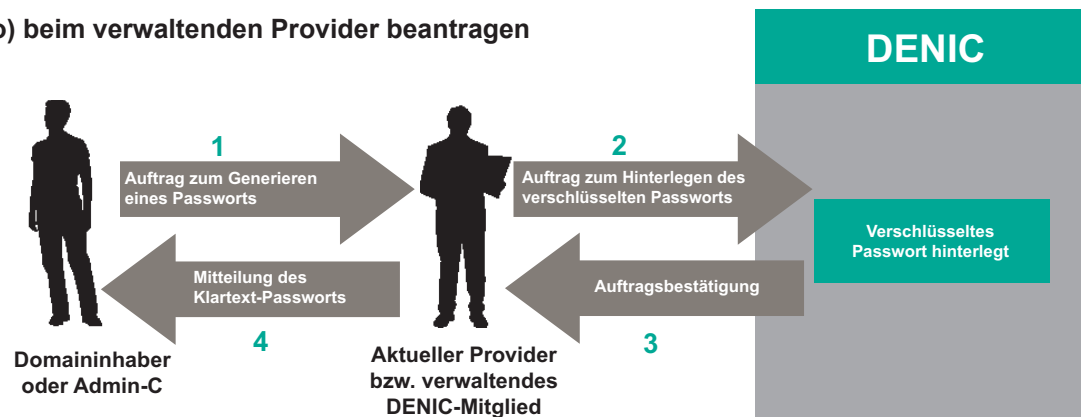 b) beim verwaltenden Provider beantragen
DENIC
1
Auftrag zum Generieren
eines Passworts
2
Auftrag zum Hinterlegen des
verschlüsselten Passworts
Verschlüsseltes
Passwort hinterlegt
Mitteilung des
Klartext-Passworts
4
Auftragsbestätigung
3
Domaininhaber
oder Admin-C
Aktueller Provider
bzw. verwaltendes
DENIC-Mitglied